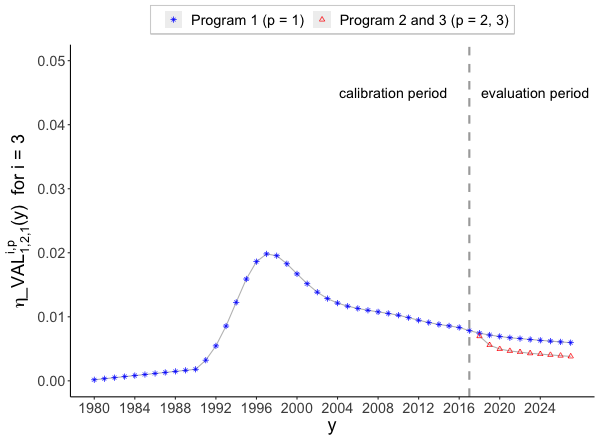 Program 1 (p = 1) Program 2 and 3 (p = 2, 3)
0.05
0.04
0.03
0.02
0.01
0.00
η_VAL^{i,p}_{1,2,1}(y) for i = 3
calibration period evaluation period
1980 1984 1988 1992 1996 2000 2004 2008 2012 2016 2020 2024
y